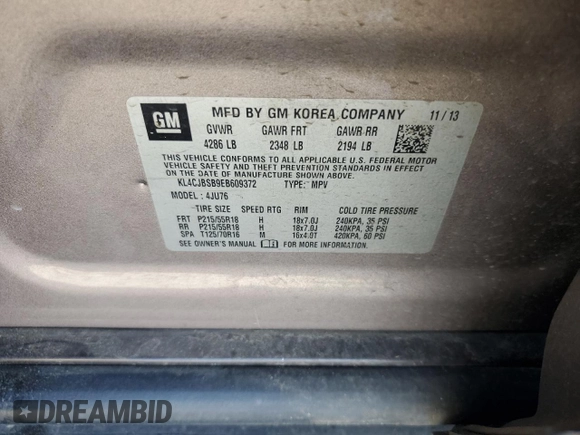 GM
MFD BY GM KOREA COMPANY 11/13
GVWR GAWR FRT GAWR RR
4286 LB 2348 LB 2194 LB
THIS VEHICLE CONFORMS TO ALL APPLICABLE U.S. FEDERAL MOTOR
VEHICLE SAFETY AND THEFT PREVENTION STANDARDS IN EFFECT ON
THE DATE OF MANUFACTURE
KL4CJBSB9EB609372 TYPE: MPV
MODEL: 4JU76
TIRE SIZE SPEED RTG RIM COLD TIRE PRESSURE
FRT P215/55R18 H 18x7.0J 240KPA, 35 PSI
RR P215/55R18 H 18x7.0J 240KPA, 35 PSI
SPA T125/70R16 M 16x4.0T 420KPA, 60 PSI
SEE OWNER'S MANUAL FOR MORE INFORMATION.
DREAMBID